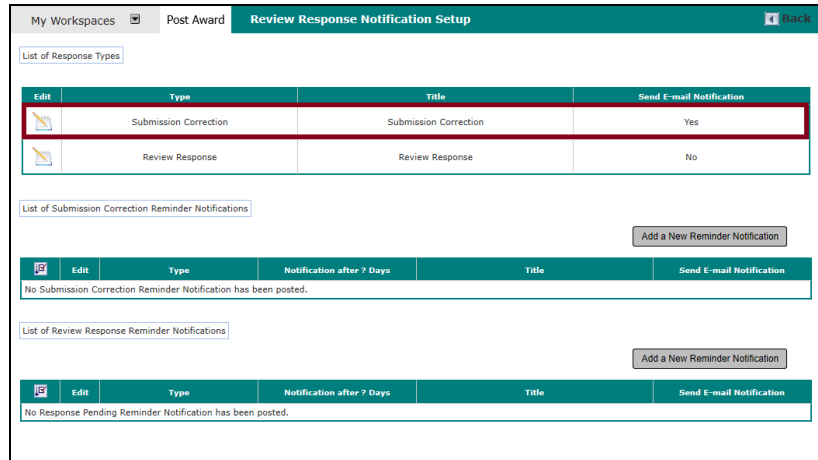 My Workspaces Post Award Review Response Notification Setup Back
List of Response Types
Edit Type Title Send E-mail Notification
Submission Correction Submission Correction Yes
Review Response Review Response No
List of Submission Correction Reminder Notifications
Add a New Reminder Notification
Edit Type Notification after ? Days Title Send E-mail Notification
No Submission Correction Reminder Notification has been posted.
List of Review Response Reminder Notifications
Add a New Reminder Notification
Edit Type Notification after ? Days Title Send E-mail Notification
No Response Pending Reminder Notification has been posted.